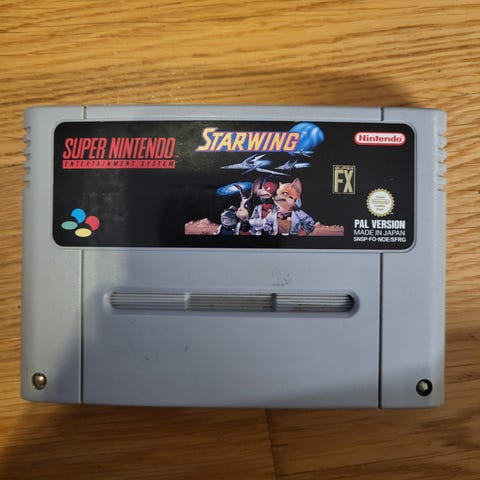 SUPER NINTENDO
ENTERTAINMENT SYSTEM
STARWING
Nintendo
FX
PAL VERSION
MADE IN JAPAN
SNSP-FO-NOE/SFRG